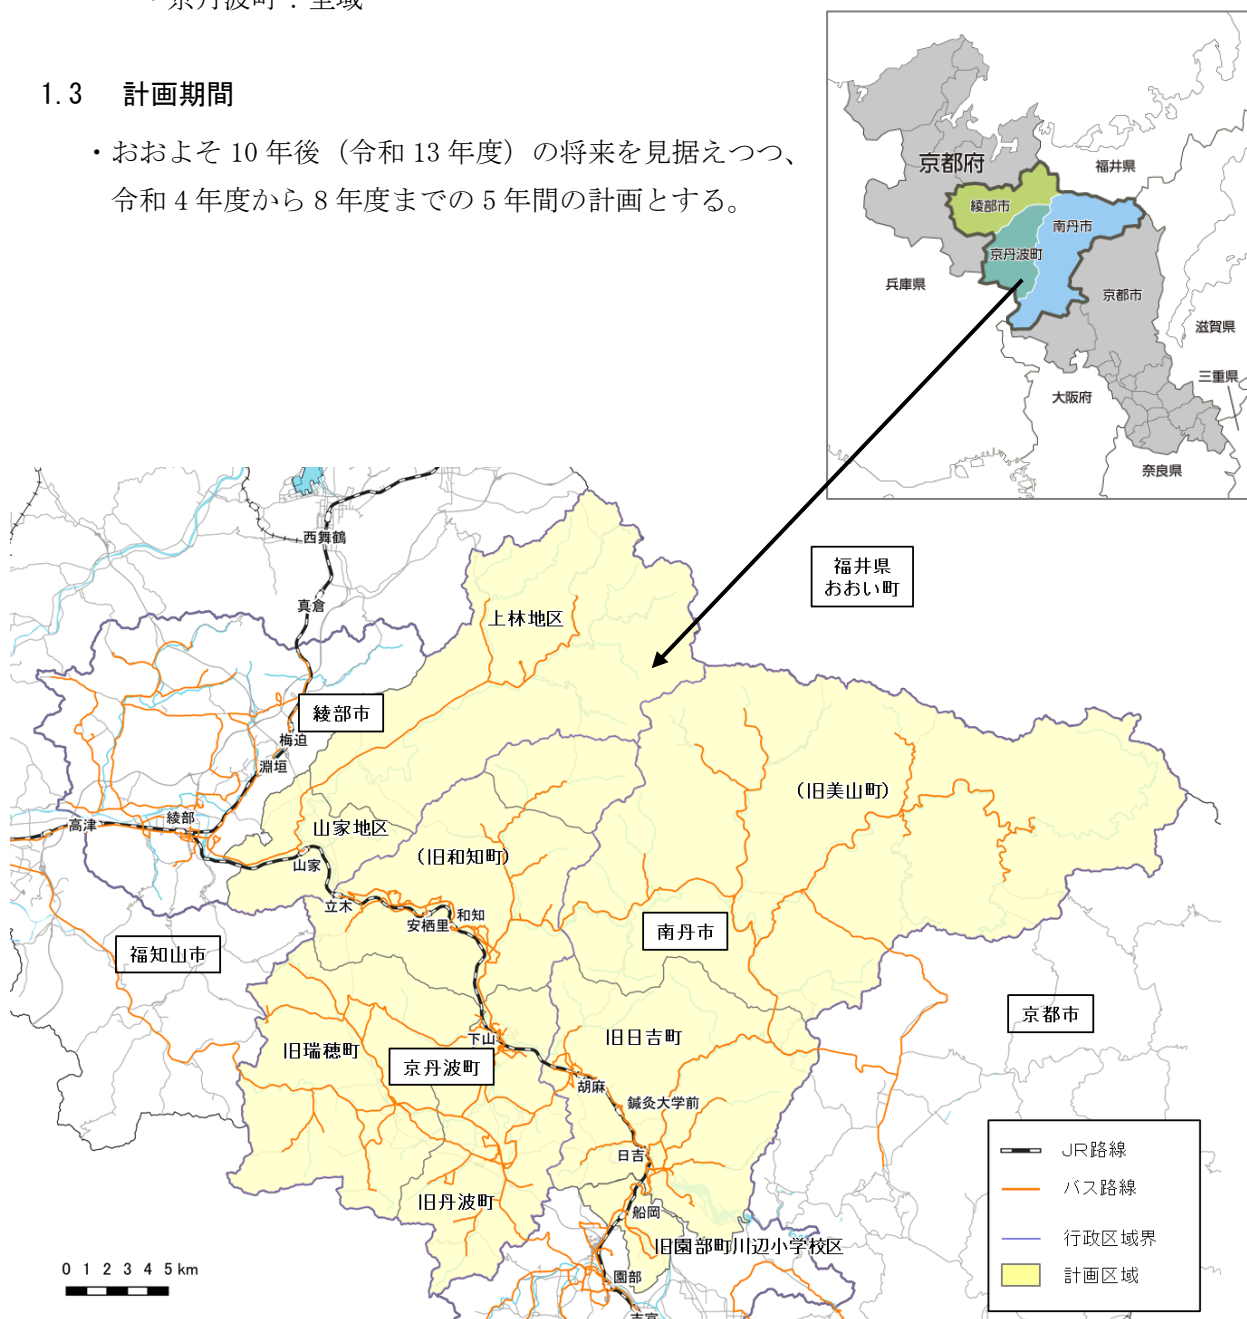 ・京丹波町：全域
1.3 計画期間
・おおよそ 10 年後（令和 13 年度）の将来を見据えつつ、
令和 4 年度から 8 年度までの 5 年間の計画とする。
京都府
福井県
綾部市
南丹市
京丹波町
兵庫県
京都市
滋賀県
三重県
大阪府
奈良県
西舞鶴
福井県
おおい町
真倉
上林地区
綾部市
梅迫
淵垣
(旧美山町)
高津
綾部
山家地区
(旧和知町)
山家
立木
和知
安栖里
南丹市
福知山市
京都市
下山
旧日吉町
旧瑞穂町
京丹波町
胡麻
鍼灸大学前
日吉
旧丹波町
船岡
旧園部町川辺小学校区
園部
吉富
JR路線
バス路線
行政区域界
計画区域
0 1 2 3 4 5 km